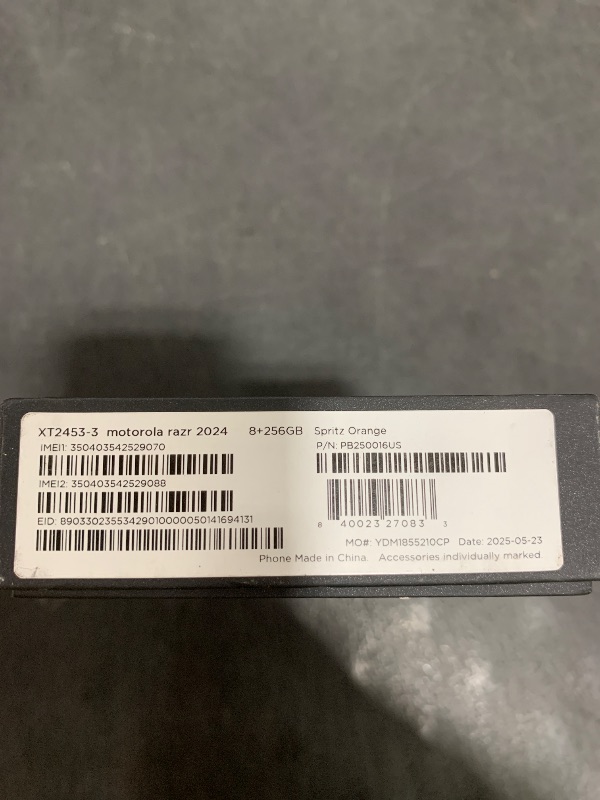 XT2453-3 motorola razr 2024 8+256GB Spritz Orange
IMEI1: 350403542529070
P/N: PB250016US
IMEI2: 350403542529088
EID: 89033023553429010000050141694131
8 40023 27083 3
MO#: YDM1855210CP Date: 2025-05-23
Phone Made in China. Accessories individually marked.